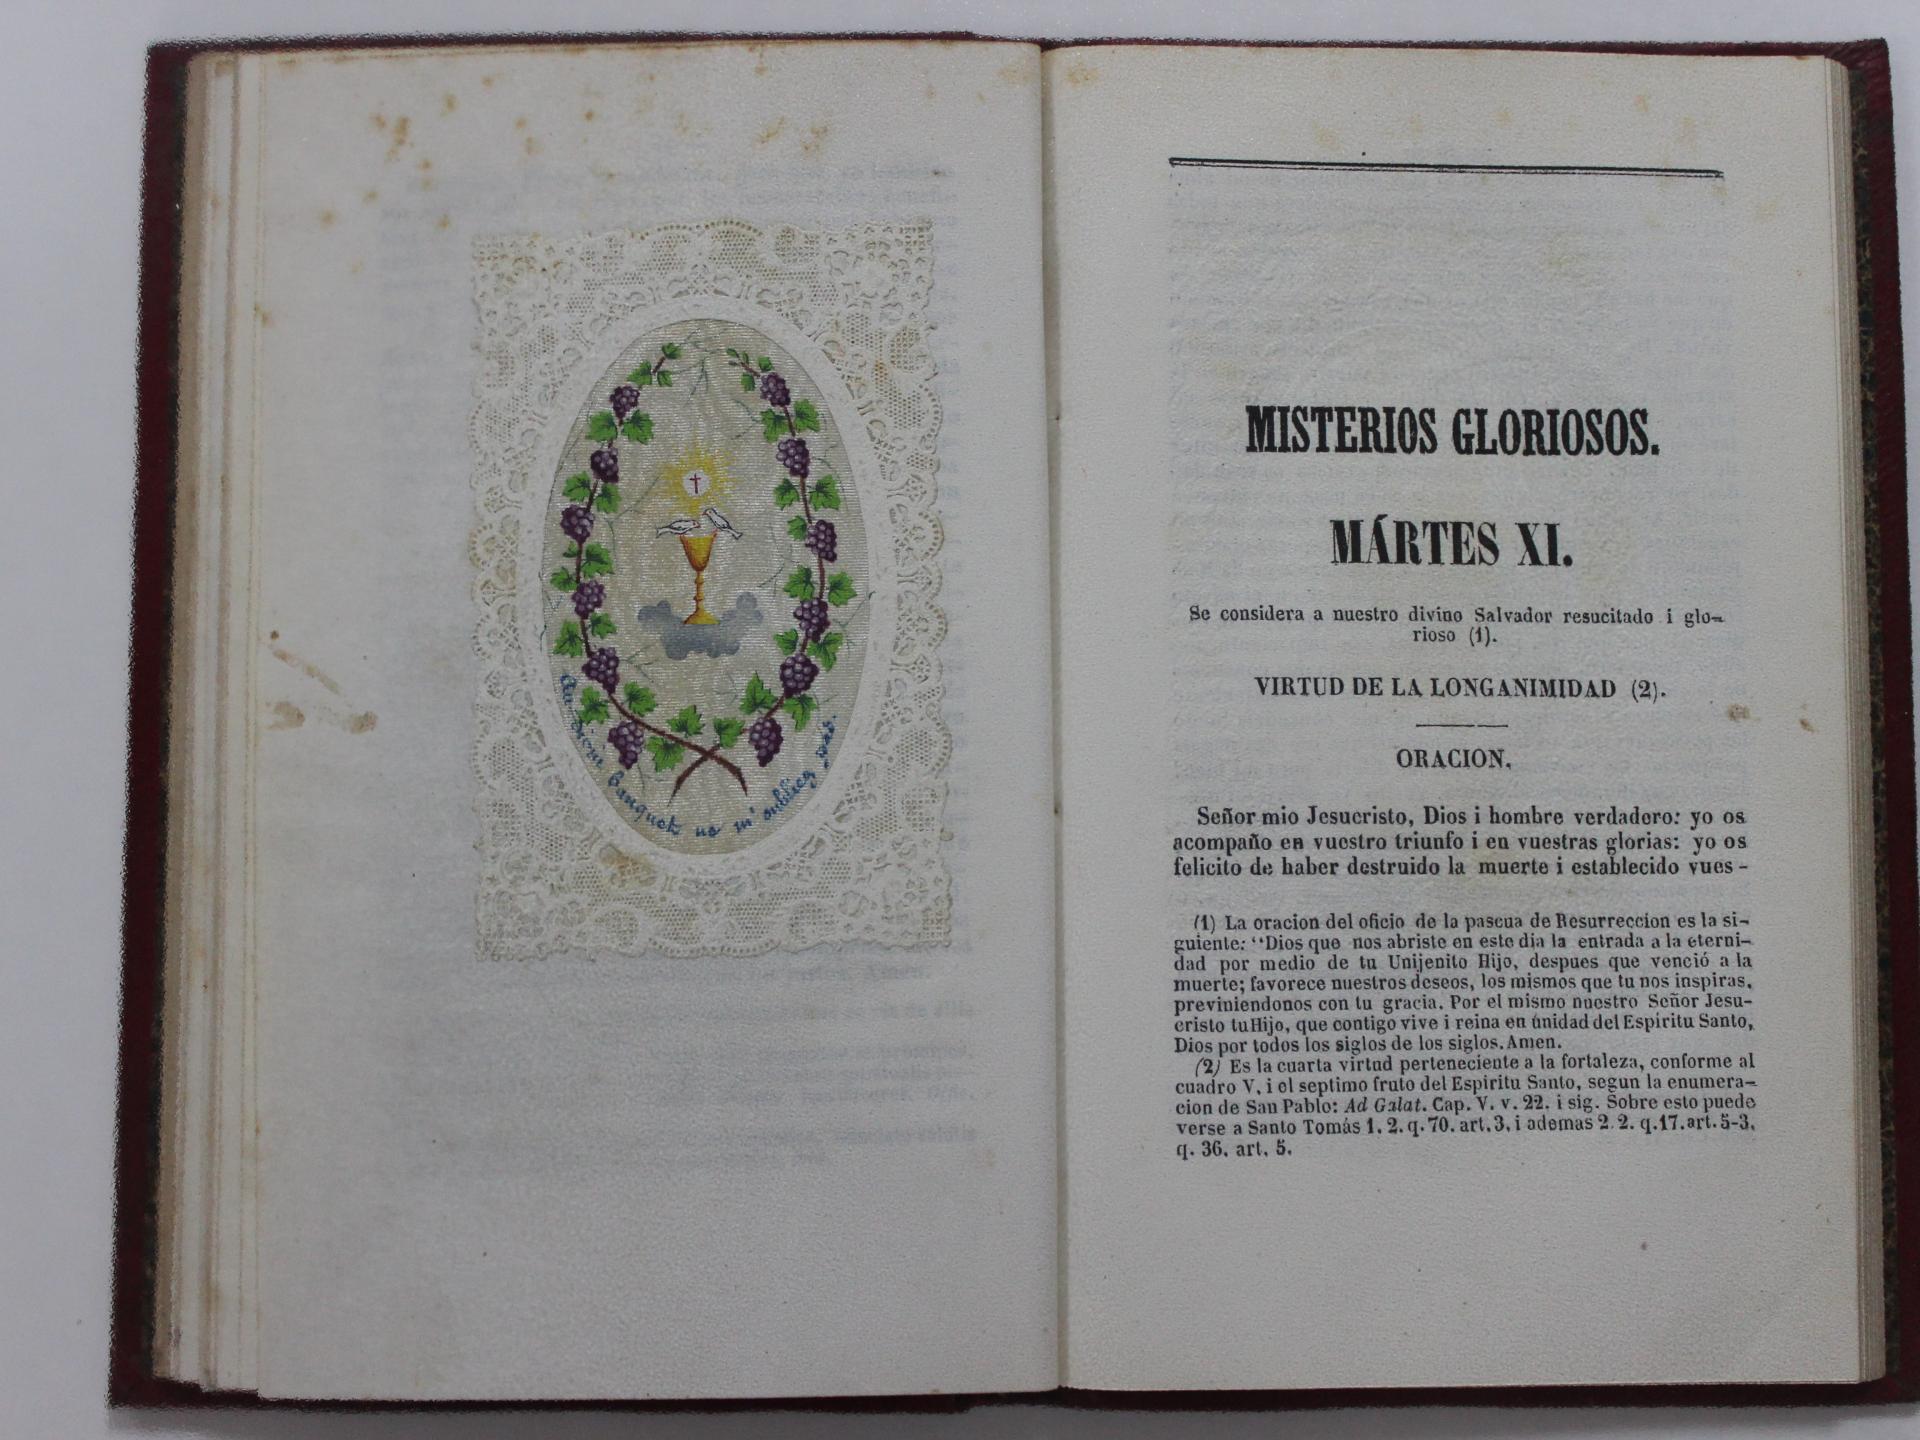 Au divin banquet ne m'oubliez pas.
MISTERIOS GLORIOSOS.
MÁRTES XI.
Se considera a nuestro divino Salvador resucitado i glo-
rioso (1).
VIRTUD DE LA LONGANIMIDAD (2).
ORACION.
Señor mio Jesucristo, Dios i hombre verdadero: yo os
acompaño en vuestro triunfo i en vuestras glorias: yo os
felicito de haber destruido la muerte i establecido vues-
(1) La oracion del oficio de la pascua de Resurreccion es la si-
guiente: "Dios que nos abriste en este dia la entrada a la eterni-
dad por medio de tu Unijenito Hijo, despues que venció a la
muerte; favorece nuestros deseos, los mismos que tu nos inspiras,
previniendonos con tu gracia. Por el mismo nuestro Señor Jesu-
cristo tu Hijo, que contigo vive i reina en unidad del Espiritu Santo,
Dios por todos los siglos de los siglos. Amen.
(2) Es la cuarta virtud perteneciente a la fortaleza, conforme al
cuadro V, i el septimo fruto del Espiritu Santo, segun la enumera-
cion de San Pablo: Ad Galat. Cap. V. v. 22. i sig. Sobre esto puede
verse a Santo Tomás 1. 2. q. 70. art. 3, i ademas 2. 2. q. 17. art. 5-3,
q. 36. art. 5.